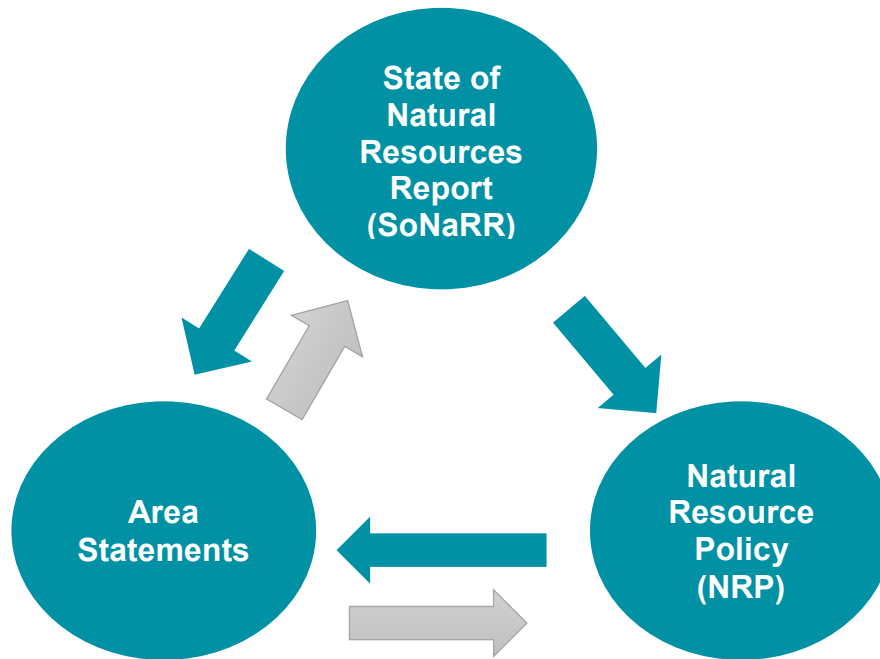 State of
Natural
Resources
Report
(SoNaRR)
Area
Statements
Natural
Resource
Policy
(NRP)